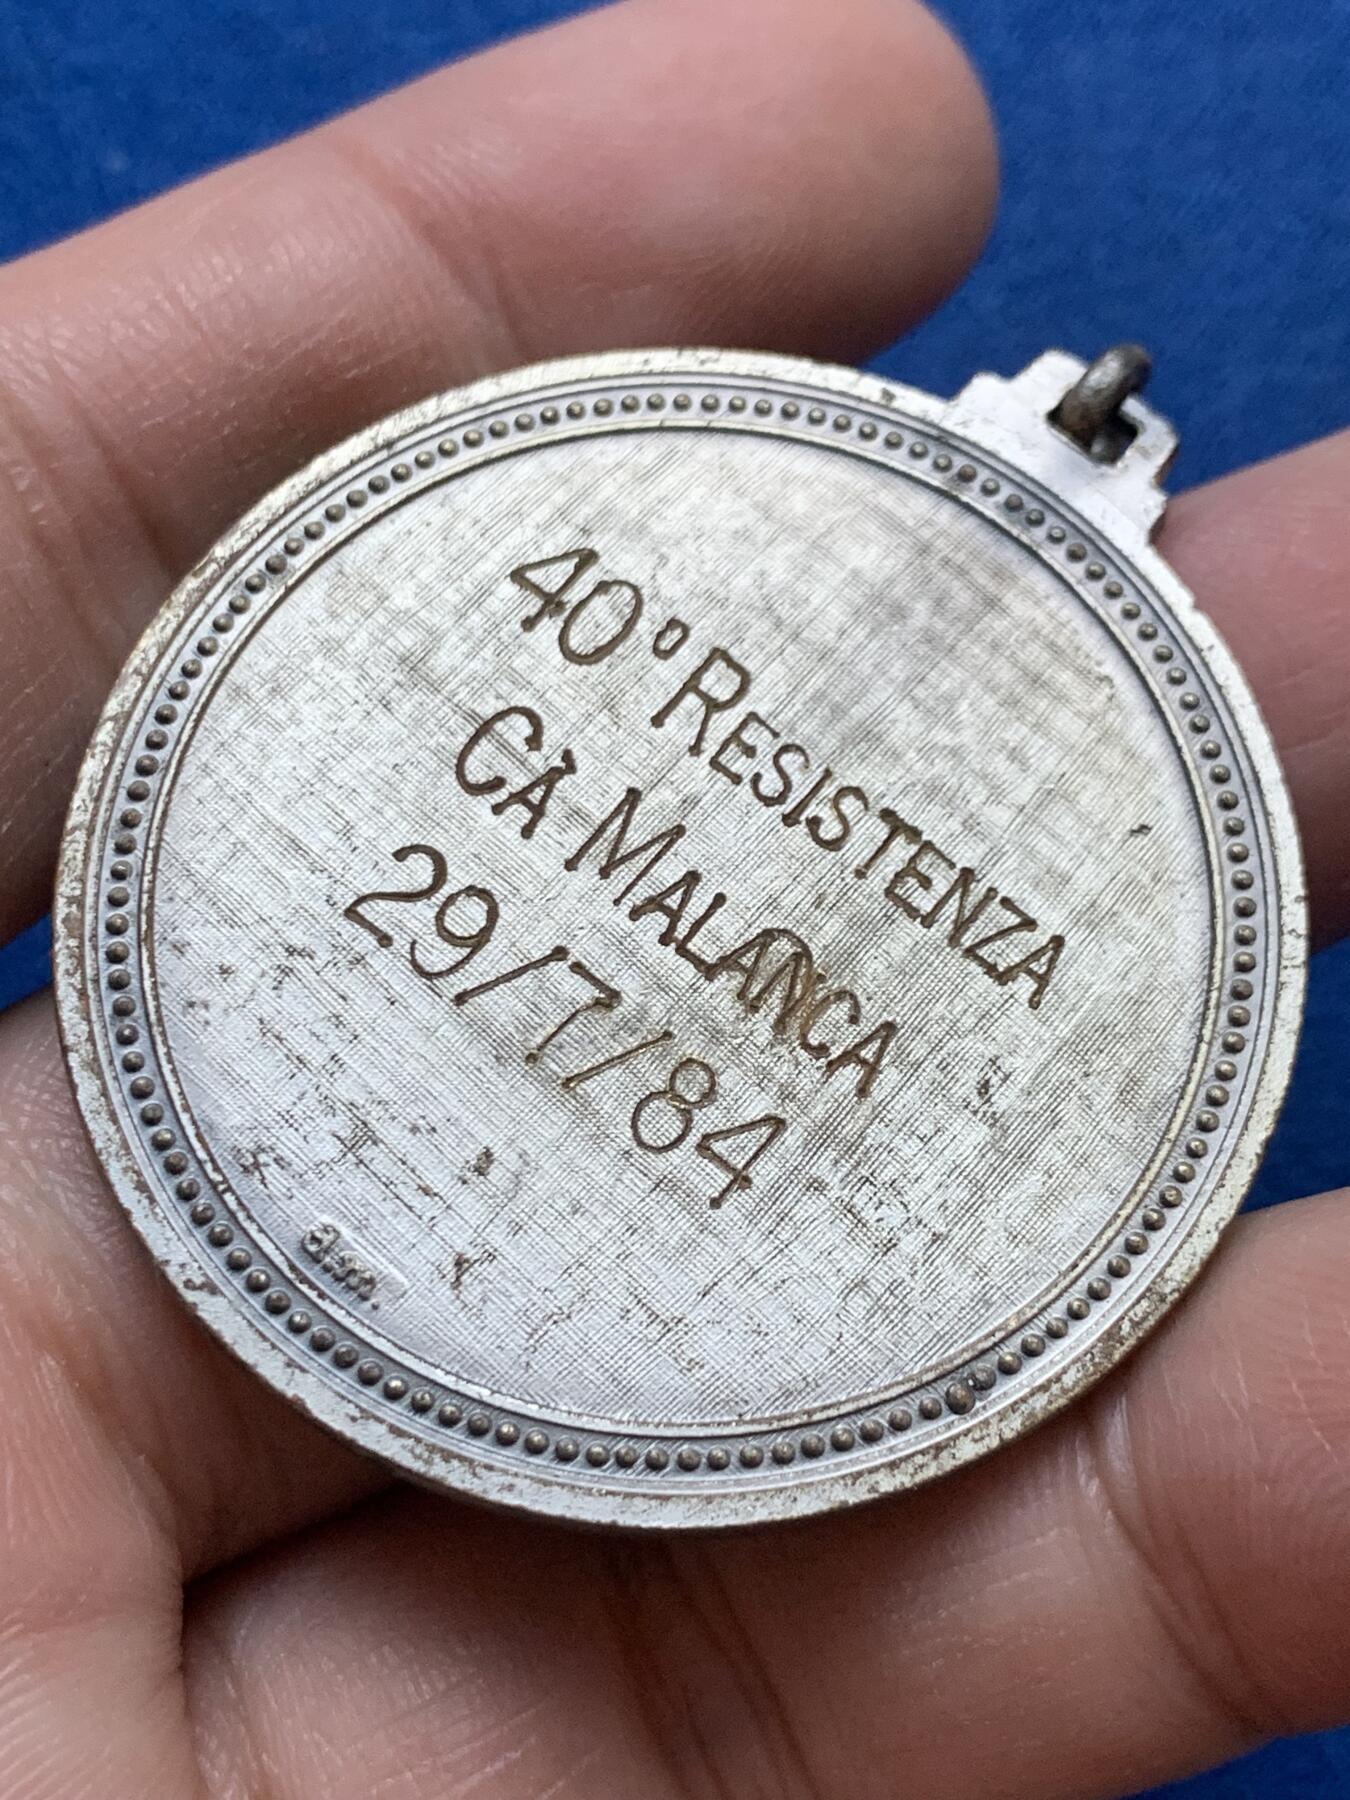 40° RESISTENZA
CÀ MALANCA
29/7/84